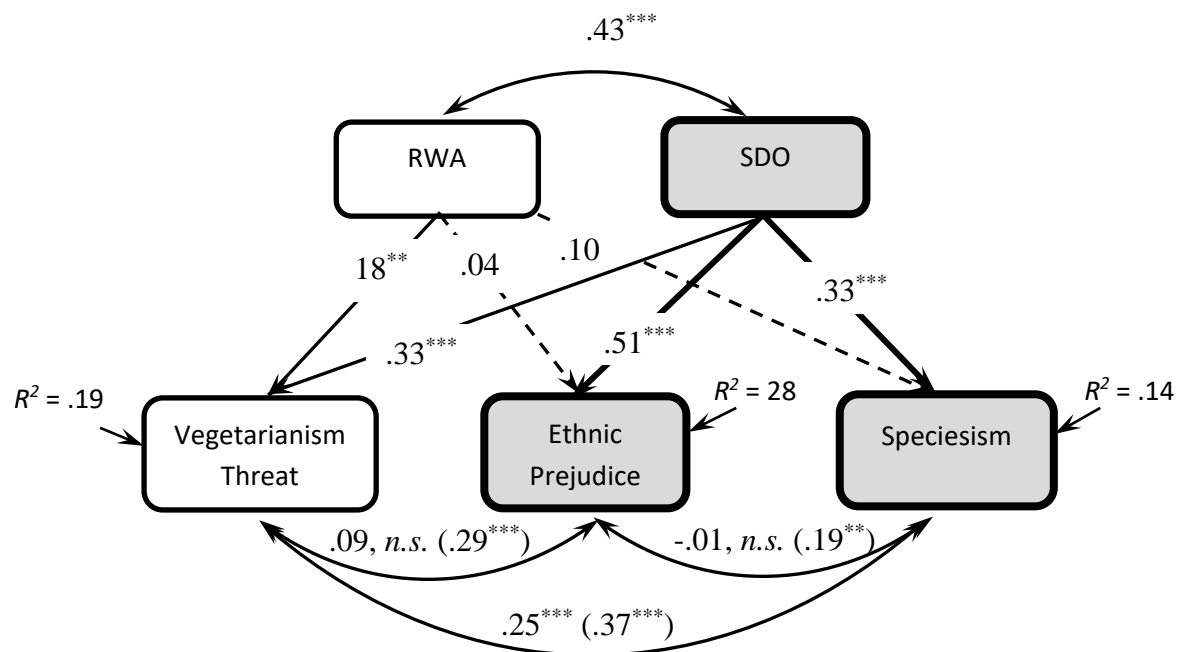 .43***
RWA
SDO
18**
.04
.10
.33***
.33***
.51***
R² = .19
R² = 28
R² = .14
Vegetarianism
Threat
Ethnic
Prejudice
Speciesism
.09, n.s. (.29***)
-.01, n.s. (.19**)
.25*** (.37***)